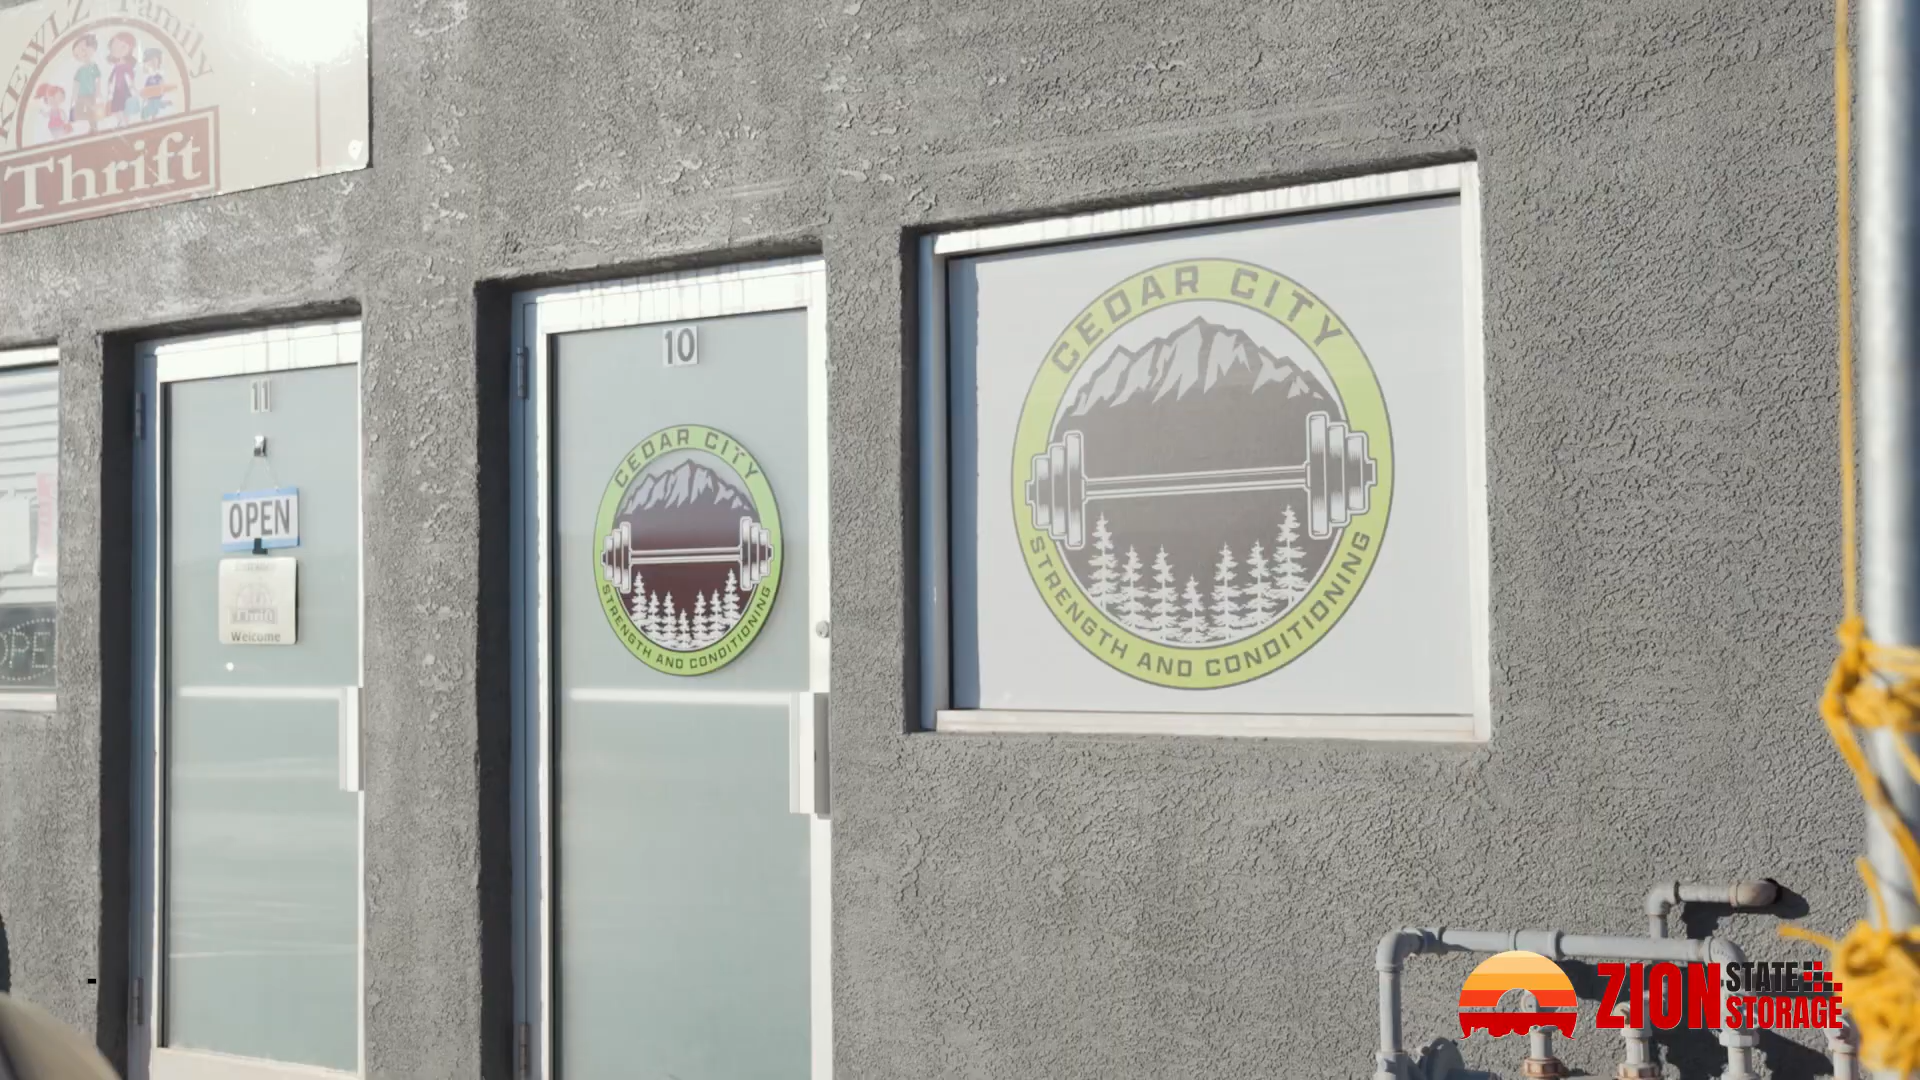 KEWLZ Family
Thrift
11
OPEN
Entrance
Thrift
Welcome
OPE
10
CEDAR CITY
STRENGTH AND CONDITIONING
CEDAR CITY
STRENGTH AND CONDITIONING
ZION STATE
STORAGE